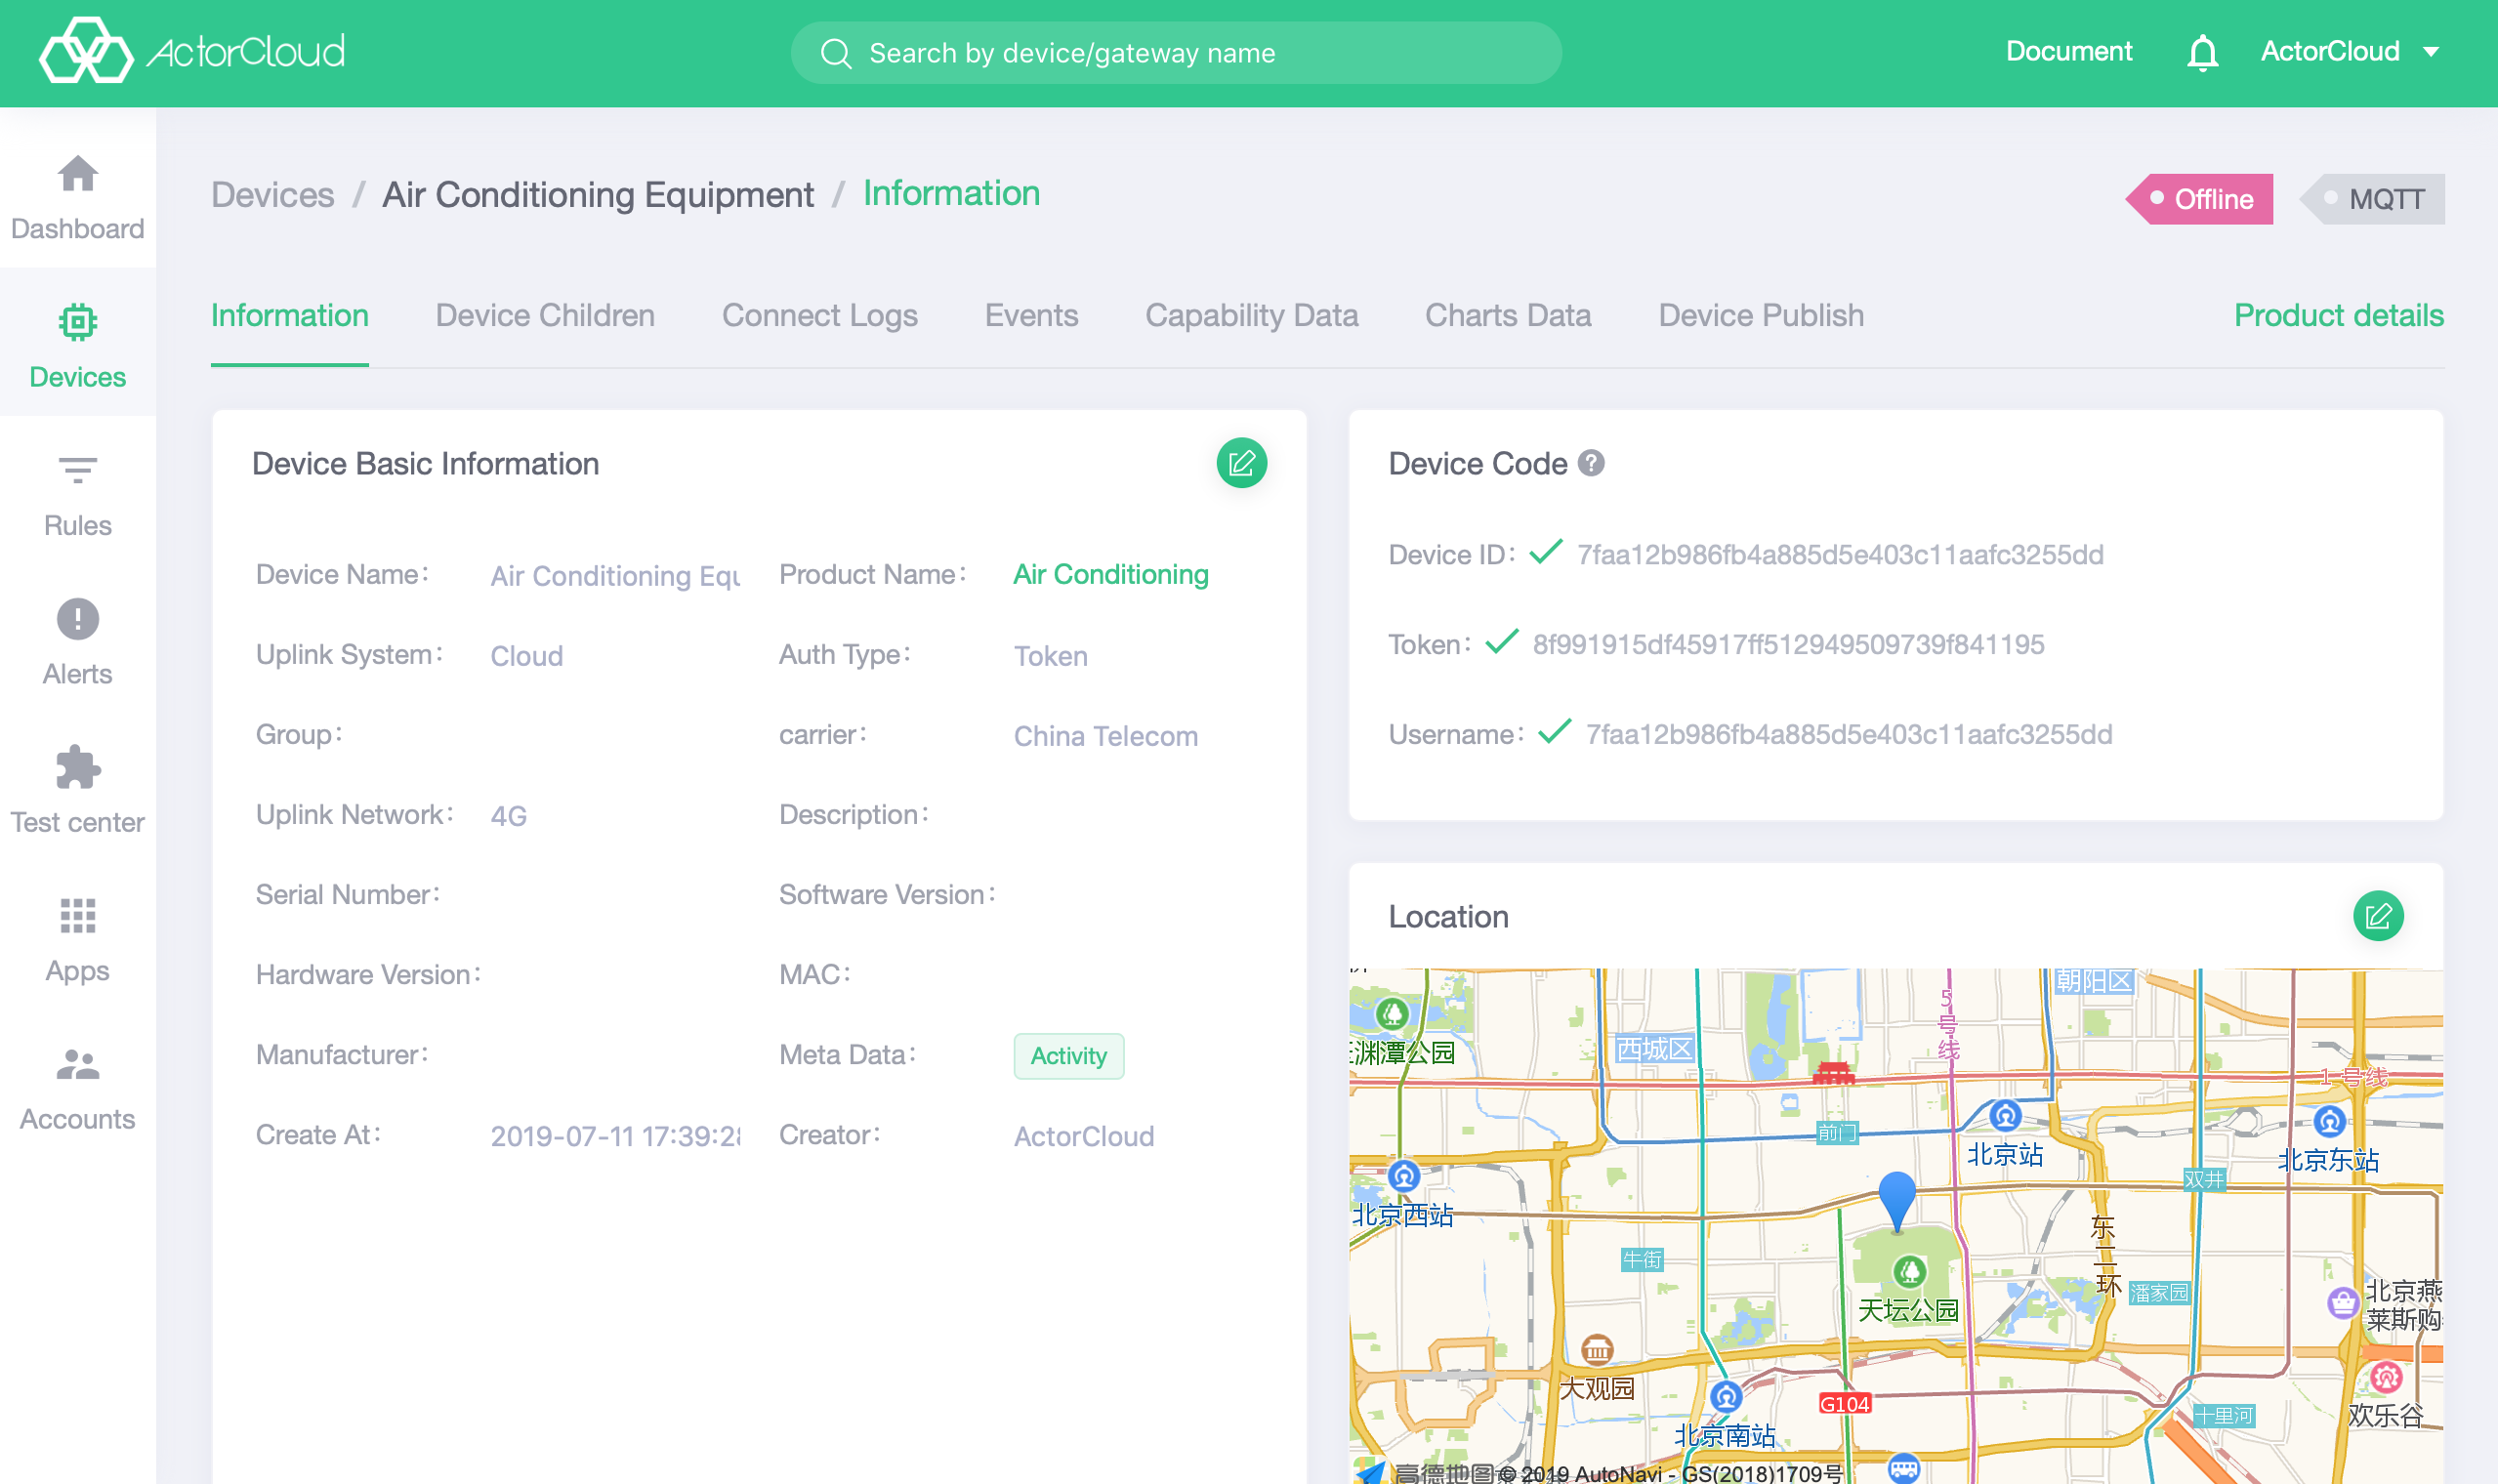 ActorCloud
Search by device/gateway name
Document
ActorCloud
Dashboard
Devices
Rules
Alerts
Test center
Apps
Accounts
Devices / Air Conditioning Equipment / Information
Offline
MQTT
Information
Device Children
Connect Logs
Events
Capability Data
Charts Data
Device Publish
Product details
Device Basic Information
Device Name: Air Conditioning Equ
Product Name: Air Conditioning
Uplink System: Cloud
Auth Type: Token
Group:
carrier: China Telecom
Uplink Network: 4G
Description:
Serial Number:
Software Version:
Hardware Version:
MAC:
Manufacturer:
Meta Data: Activity
Create At: 2019-07-11 17:39:28
Creator: ActorCloud
Device Code
Device ID: 7faa12b986fb4a885d5e403c11aafc3255dd
Token: 8f991915df45917ff512949509739f841195
Username: 7faa12b986fb4a885d5e403c11aafc3255dd
Location
朝阳区
5号线
渊潭公园
西城区
1号线
前门
北京站
北京东站
双井
北京西站
东二环
牛街
潘家园
天坛公园
北京燕
莱斯购
大观园
G104
十里河
欢乐谷
北京南站
高德地图 © 2019 AutoNavi - GS(2018)1709号